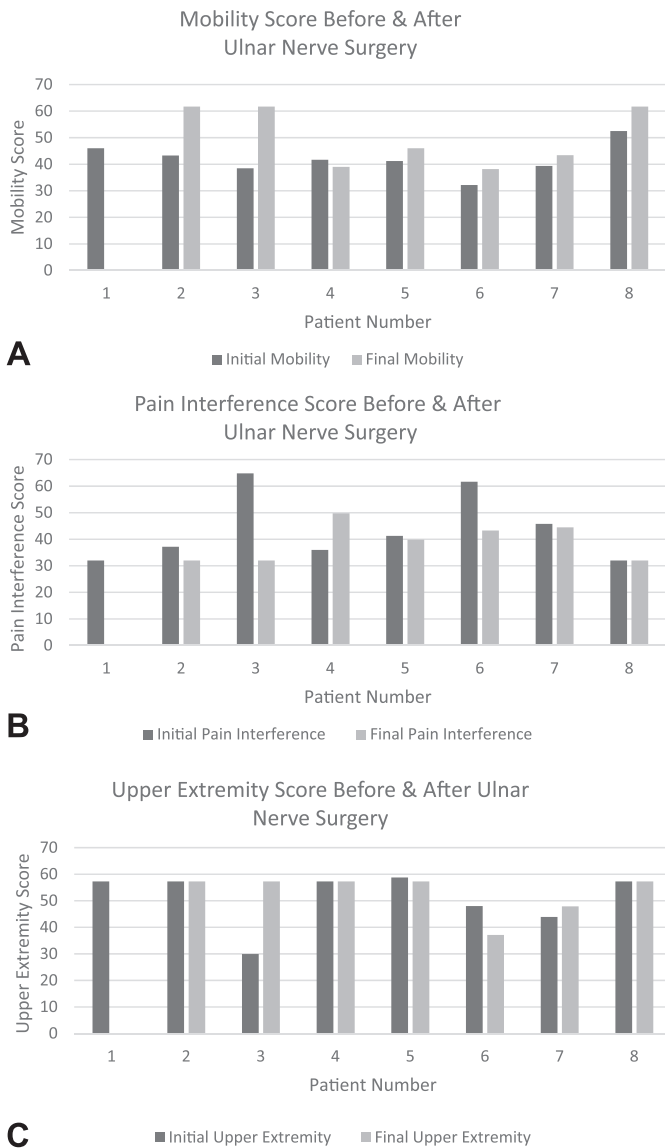 Mobility Score Before & After
Ulnar Nerve Surgery
70
60
50
40
30
20
10
0
Mobility Score
1 2 3 4 5 6 7 8
Patient Number
Initial Mobility Final Mobility
A
Pain Interference Score Before & After
Ulnar Nerve Surgery
70
60
50
40
30
20
10
0
Pain Interference Score
1 2 3 4 5 6 7 8
Patient Number
Initial Pain Interference Final Pain Interference
B
Upper Extremity Score Before & After Ulnar
Nerve Surgery
70
60
50
40
30
20
10
0
Upper Extremity Score
1 2 3 4 5 6 7 8
Patient Number
Initial Upper Extremity Final Upper Extremity
C